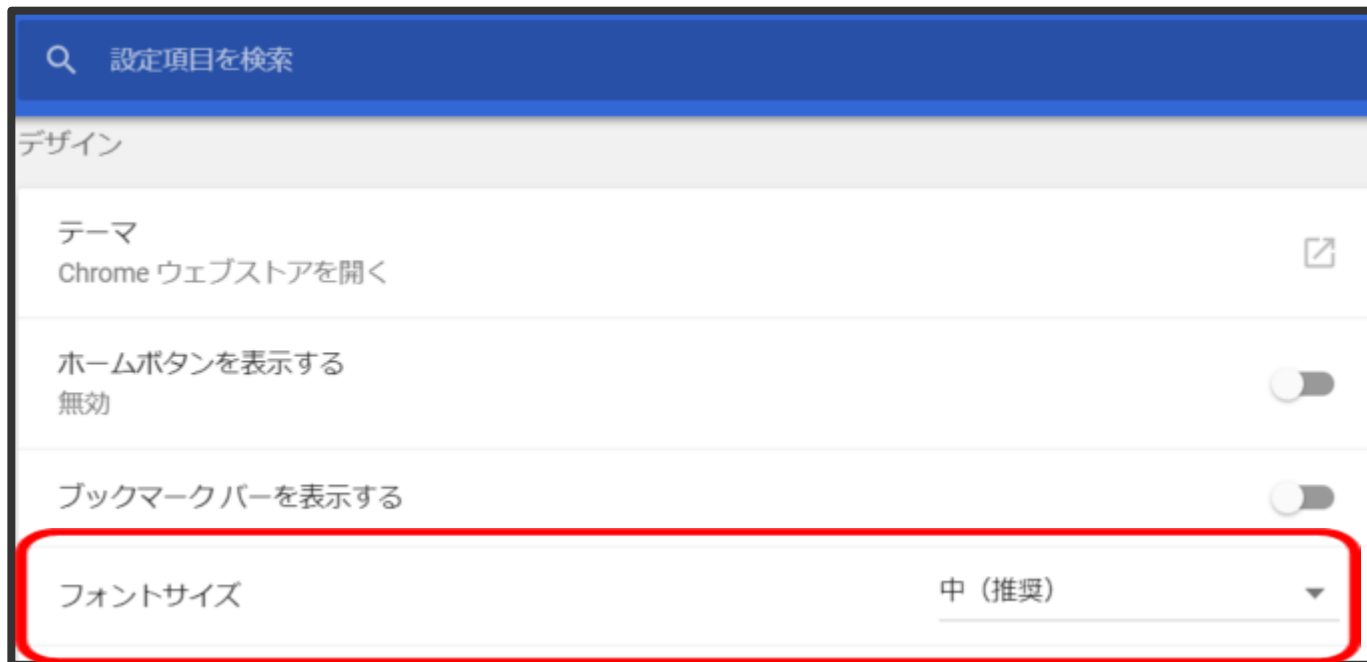 設定項目を検索
デザイン
テーマ
Chrome ウェブストアを開く
ホームボタンを表示する
無効
ブックマーク バーを表示する
フォントサイズ
中（推奨）